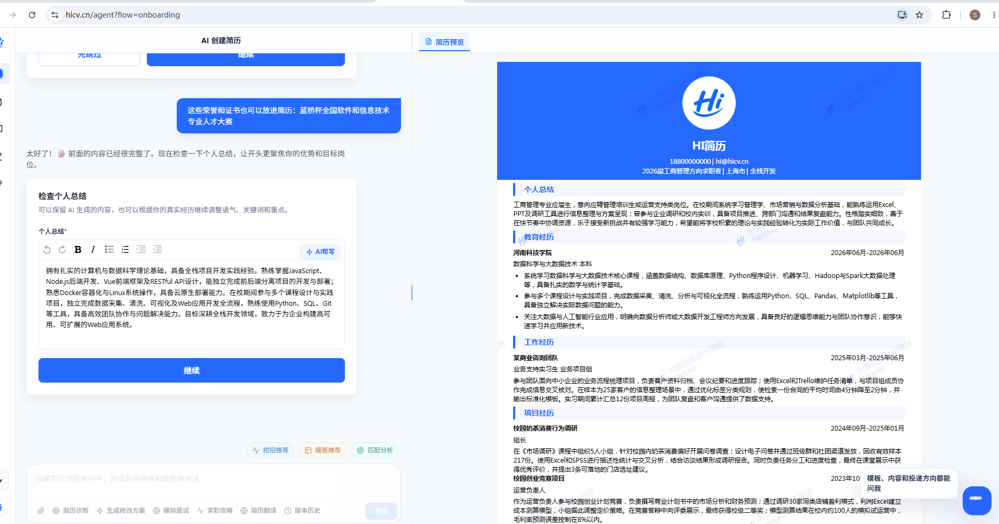 hicv.cn/agent?flow=onboarding
S
AI 创建简历
先跳过
继续
这些荣誉和证书也可以放进简历：蓝桥杯全国软件和信息技术
专业人才大赛
太好了！ 📝 前面的内容已经很完整了。现在检查一下个人总结，让开头更聚焦你的优势和目标岗
位。
检查个人总结
可以保留 AI 生成的内容，也可以根据你的真实经历继续调整语气、关键词和重点。
个人总结*
B I
AI帮写
拥有扎实的计算机与数据科学理论基础，具备全栈项目开发实践经验。熟练掌握JavaScript、
Node.js后端开发、Vue前端框架及RESTful API设计，能独立完成前后端分离项目的开发与部署；
熟悉Docker容器化与Linux系统操作，具备云原生部署能力。在校期间参与多个课程设计与实践
项目，独立完成数据采集、清洗、可视化及Web应用开发全流程，熟练使用Python、SQL、Git
等工具，具备高效团队协作与问题解决能力。目标深耕全栈开发领域，致力于为企业构建高可
用、可扩展的Web应用系统。
继续
校招推荐
模板推荐
匹配分析
创建简历流程进行中，完成后可继续和智能体对话
简历诊断
生成修改方案
模拟面试
求职攻略
简历翻译
版本历史
发送
简历预览
Hi
HI简历
18800000000 | hi@hicv.cn
2026届工商管理方向求职者 | 上海市 | 全栈开发
个人总结
工商管理专业应届生，意向应聘管理培训生或运营支持类岗位。在校期间系统学习管理学、市场营销与数据分析基础，能熟练运用Excel、
PPT及调研工具进行信息整理与方案呈现；曾参与企业调研和校内实训，具备项目推进、跨部门沟通和结果复盘能力。性格踏实细致，善于
在快节奏中协调资源，乐于接受新挑战并有较强学习能力，希望能将学校积累的理论与实践经验转化为实际工作价值，与团队共同成长。
教育经历
河南科技学院
2026年06月-2026年06月
数据科学与大数据技术 本科
• 系统学习数据科学与大数据技术核心课程，涵盖数据结构、数据库原理、Python程序设计、机器学习、Hadoop与Spark大数据处理
等，具备扎实的数学与统计学基础。
• 参与多个课程设计与实践项目，完成数据采集、清洗、分析与可视化全流程，熟练运用Python、SQL、Pandas、Matplotlib等工具，
具备独立解决实际数据问题的能力。
• 关注大数据与人工智能行业应用，明确向数据分析师或大数据开发工程师方向发展，具备良好的逻辑思维能力与团队协作意识，能够快
速学习并应用新技术。
工作经历
某商业咨询团队
2025年03月-2025年06月
业务支持实习生 业务项目组
参与团队面向中小企业的业务流程梳理项目，负责客户资料归档、会议纪要和进度跟踪；使用Excel和Trello维护任务清单，与项目组成员协
作完成信息交叉核对。在样本为25家客户的信息整理场景中，通过优化标签分类规则，使检索一份合同的平均时间由4分钟降至2分钟，并
输出标准化模板。实习期间累计汇总12份项目周报，为团队复盘和客户沟通提供了数据支持。
项目经历
校园奶茶消费行为调研
2024年09月-2025年01月
组长
在《市场调研》课程中组织5人小组，针对校园内奶茶消费偏好开展问卷调查；设计电子问卷并通过班级群和社团渠道发放，回收有效样本
217份。使用Excel和SPSS进行描述性统计与交叉分析，结合访谈结果形成调研报告。同时负责任务分工和进度检查，最终在课堂展示中获
得优秀评价，并提出3条可落地的门店选址建议。
校园创业竞赛项目
2023年10
运营负责人
作为运营负责人参与校园创业计划竞赛，负责撰写商业计划书中的市场分析和财务预测；通过调研30家同类店铺盈利模式，利用Excel建立
成本测算模型，小组据此调整定价策略。在竞赛答辩中向评委展示，最终获得校级二等奖；模型测算结果在校内约100人的模拟试运营中，
毛利率预测误差控制在8%以内。
模板、内容和投递方向都能
问我
AI简历就选HI简历
下载无水印